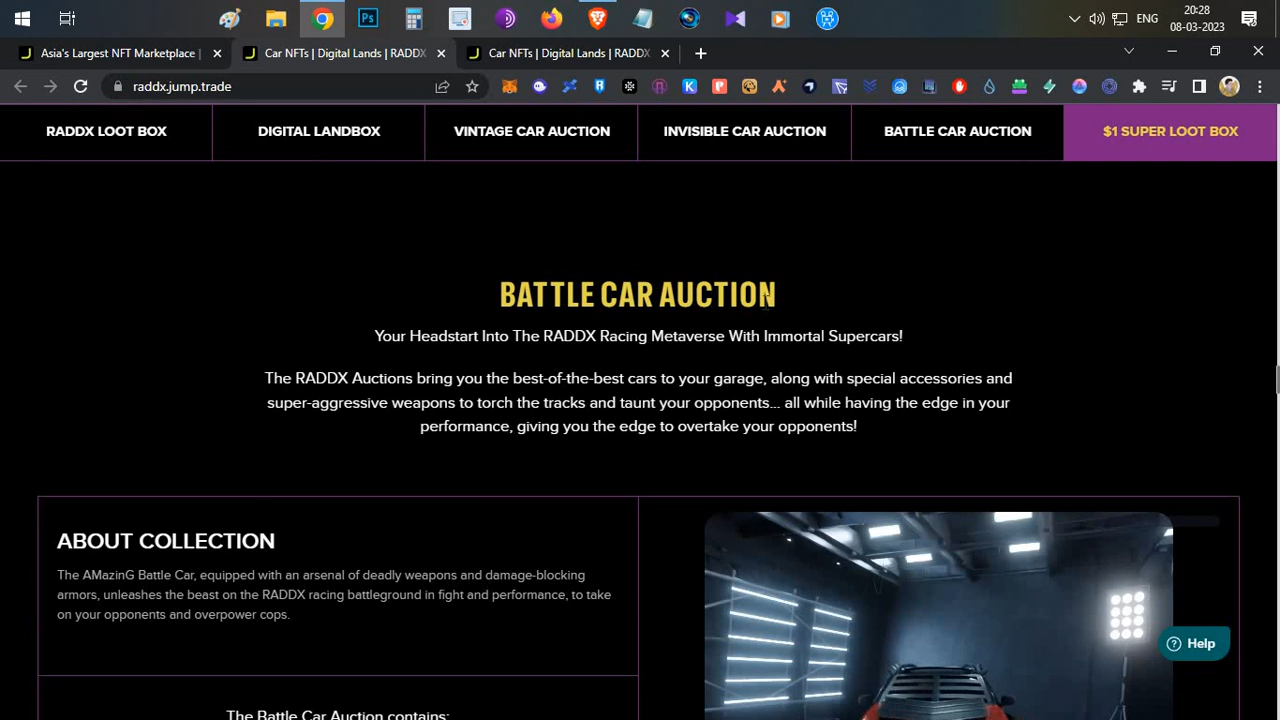 20:28
ENG
08-03-2023
Asia's Largest NFT Marketplace |
Car NFTs | Digital Lands | RADDX
Car NFTs | Digital Lands | RADDX
raddx.jump.trade
RADDX LOOT BOX
DIGITAL LANDBOX
VINTAGE CAR AUCTION
INVISIBLE CAR AUCTION
BATTLE CAR AUCTION
$1 SUPER LOOT BOX
BATTLE CAR AUCTION
Your Headstart Into The RADDX Racing Metaverse With Immortal Supercars!
The RADDX Auctions bring you the best-of-the-best cars to your garage, along with special accessories and
super-aggressive weapons to torch the tracks and taunt your opponents... all while having the edge in your
performance, giving you the edge to overtake your opponents!
ABOUT COLLECTION
The AMazinG Battle Car, equipped with an arsenal of deadly weapons and damage-blocking
armors, unleashes the beast on the RADDX racing battleground in fight and performance, to take
on your opponents and overpower cops.
The Battle Car Auction contains:
Help